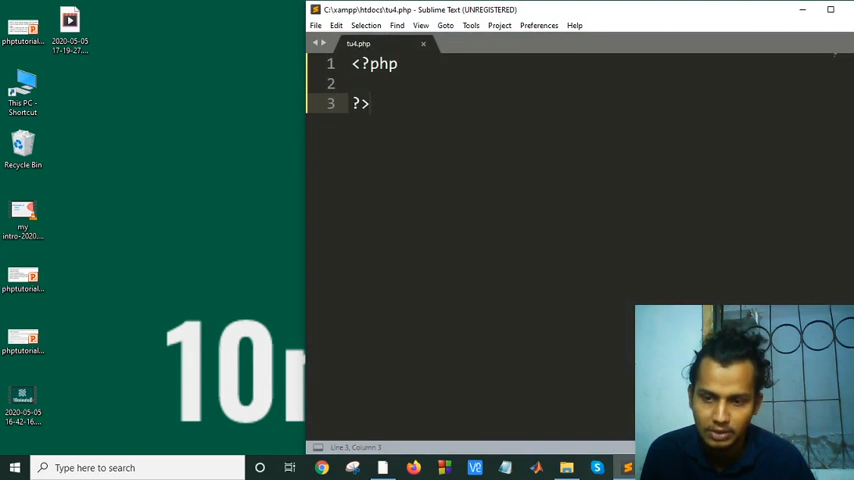 phptutorial...
2020-05-05
17-19-27....
This PC -
Shortcut
Recycle Bin
my
intro-2020....
phptutorial...
phptutorial...
2020-05-05
16-42-16....
C:\xampp\htdocs\tu4.php - Sublime Text (UNREGISTERED)
File Edit Selection Find View Goto Tools Project Preferences Help
tu4.php
1 <?php
2
3 ?>
Line 3, Column 3
Type here to search